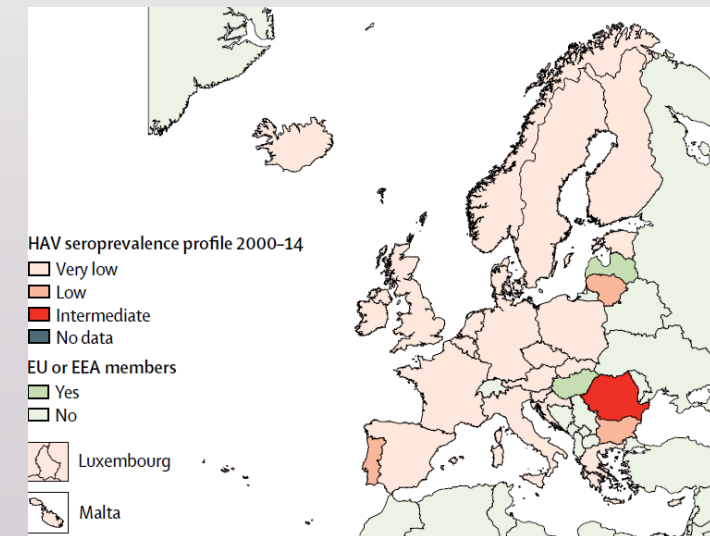 HAV seroprevalence profile 2000–14
Very low
Low
Intermediate
No data
EU or EEA members
Yes
No
Luxembourg
Malta